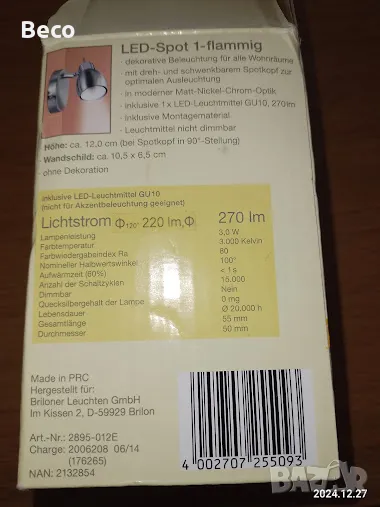 Beco
LED-Spot 1-flammig
- dekorative Beleuchtung für alle Wohnräume
- mit dreh- und schwenkbarem Spotkopf zur
optimalen Ausleuchtung
- in modernem Matt-Nickel-Chrom-Optik
- inklusive 1x LED-Leuchtmittel GU10, 270lm
- inklusive Montagematerial
- Leuchtmittel nicht dimmbar
- Höhe: ca. 12,0 cm (bei Spotkopf in 90°-Stellung)
- Wandschild: ca. 10,5 x 6,5 cm
- ohne Dekoration
inklusive LED-Leuchtmittel GU10
(nicht für Akzentbeleuchtung geeignet)
Lichtstrom Φ120° 220 lm,Φ 270 lm
Lampenleistung 3,0 W
Farbtemperatur 3.000 Kelvin
Farbwiedergabeindex Ra 80
Nomineller Halbwertswinkel 100°
Aufwärmzeit (60%) < 1s
Anzahl der Schaltzyklen 15.000
Dimmbar Nein
Quecksilbergehalt der Lampe 0 mg
Lebensdauer Ø 20.000 h
Gesamtlänge 55 mm
Durchmesser 50 mm
Made in PRC
Hergestellt für:
Briloner Leuchten GmbH
Im Kissen 2, D-59929 Brilon
Art.-Nr.: 2895-012E
Charge: 2006208 06/14
(176265)
NAN: 2132854
4 002707 255093
BAZAR
2024.12.27